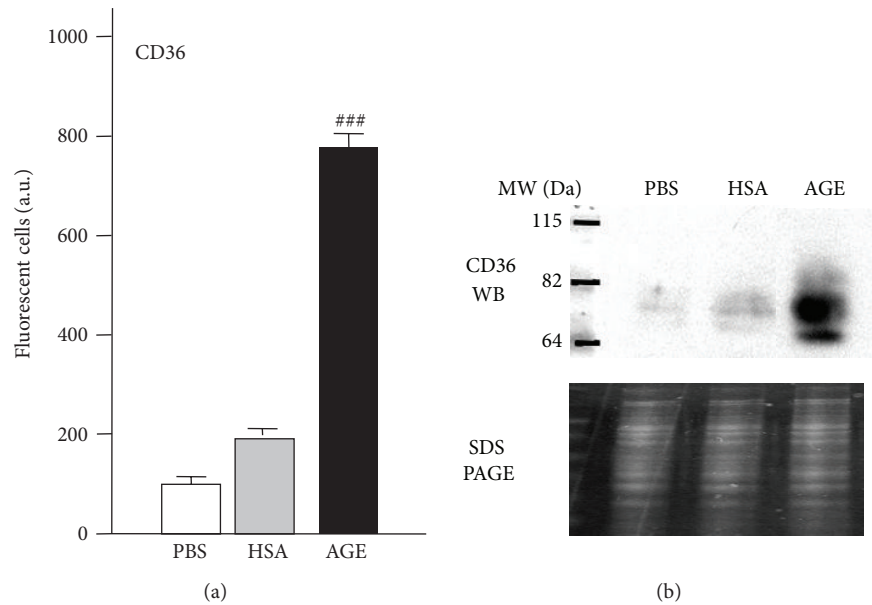 1000
CD36
800
###
600
400
200
0
Fluorescent cells (a.u.)
PBS HSA AGE
(a)
MW (Da) PBS HSA AGE
115
CD36
WB
82
64
SDS
PAGE
(b)